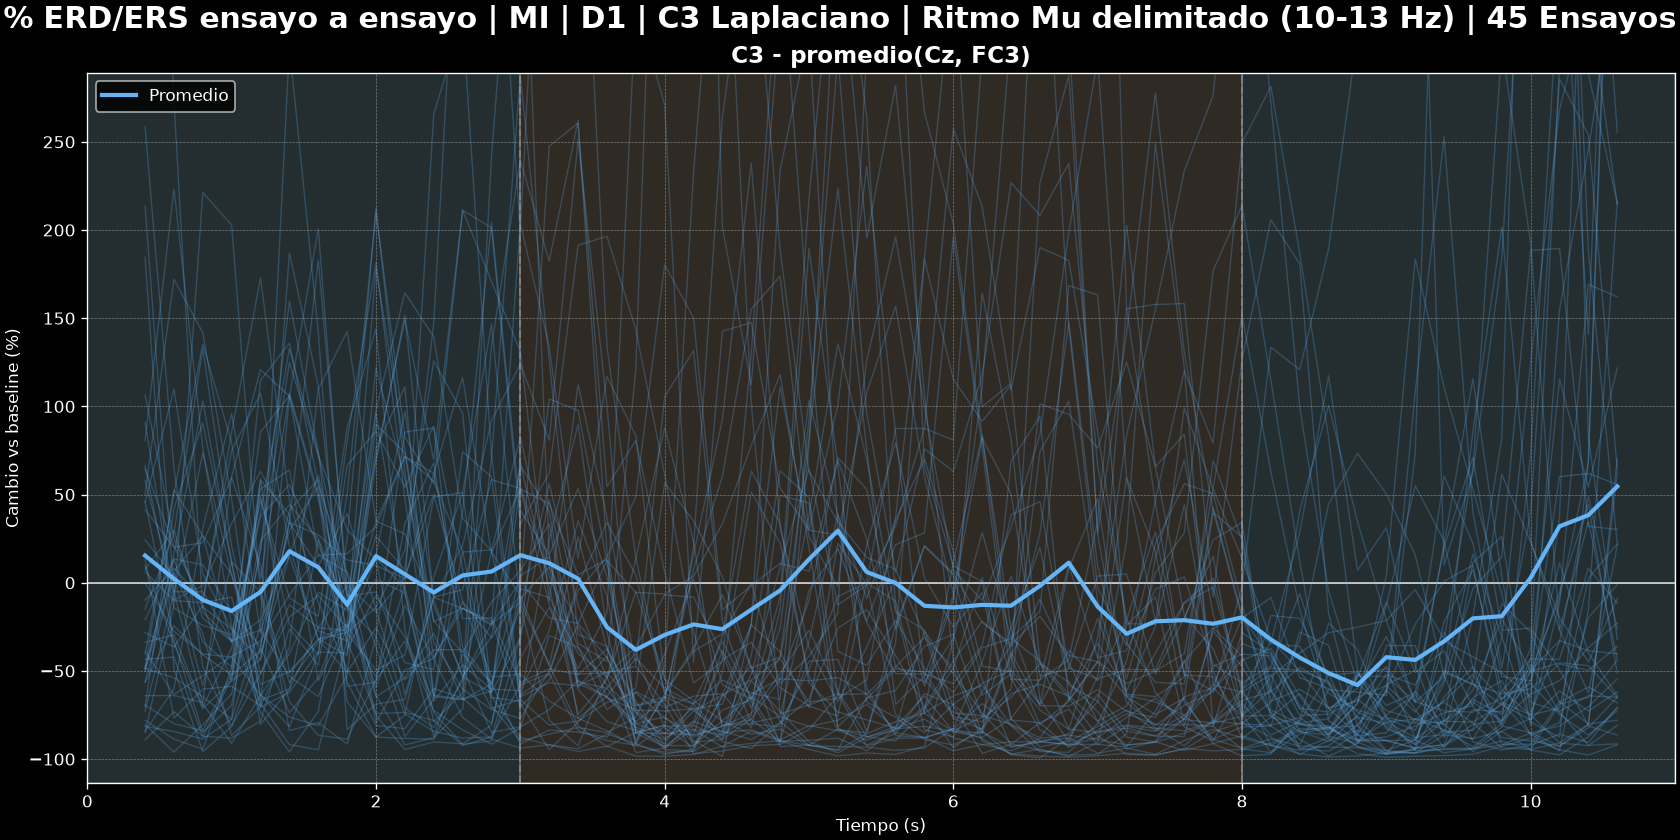 % ERD/ERS ensayo a ensayo | MI | D1 | C3 Laplaciano | Ritmo Mu delimitado (10-13 Hz) | 45 Ensayos
C3 - promedio(Cz, FC3)
Promedio
250
200
150
100
50
0
−50
−100
Cambio vs baseline (%)
0 2 4 6 8 10
Tiempo (s)